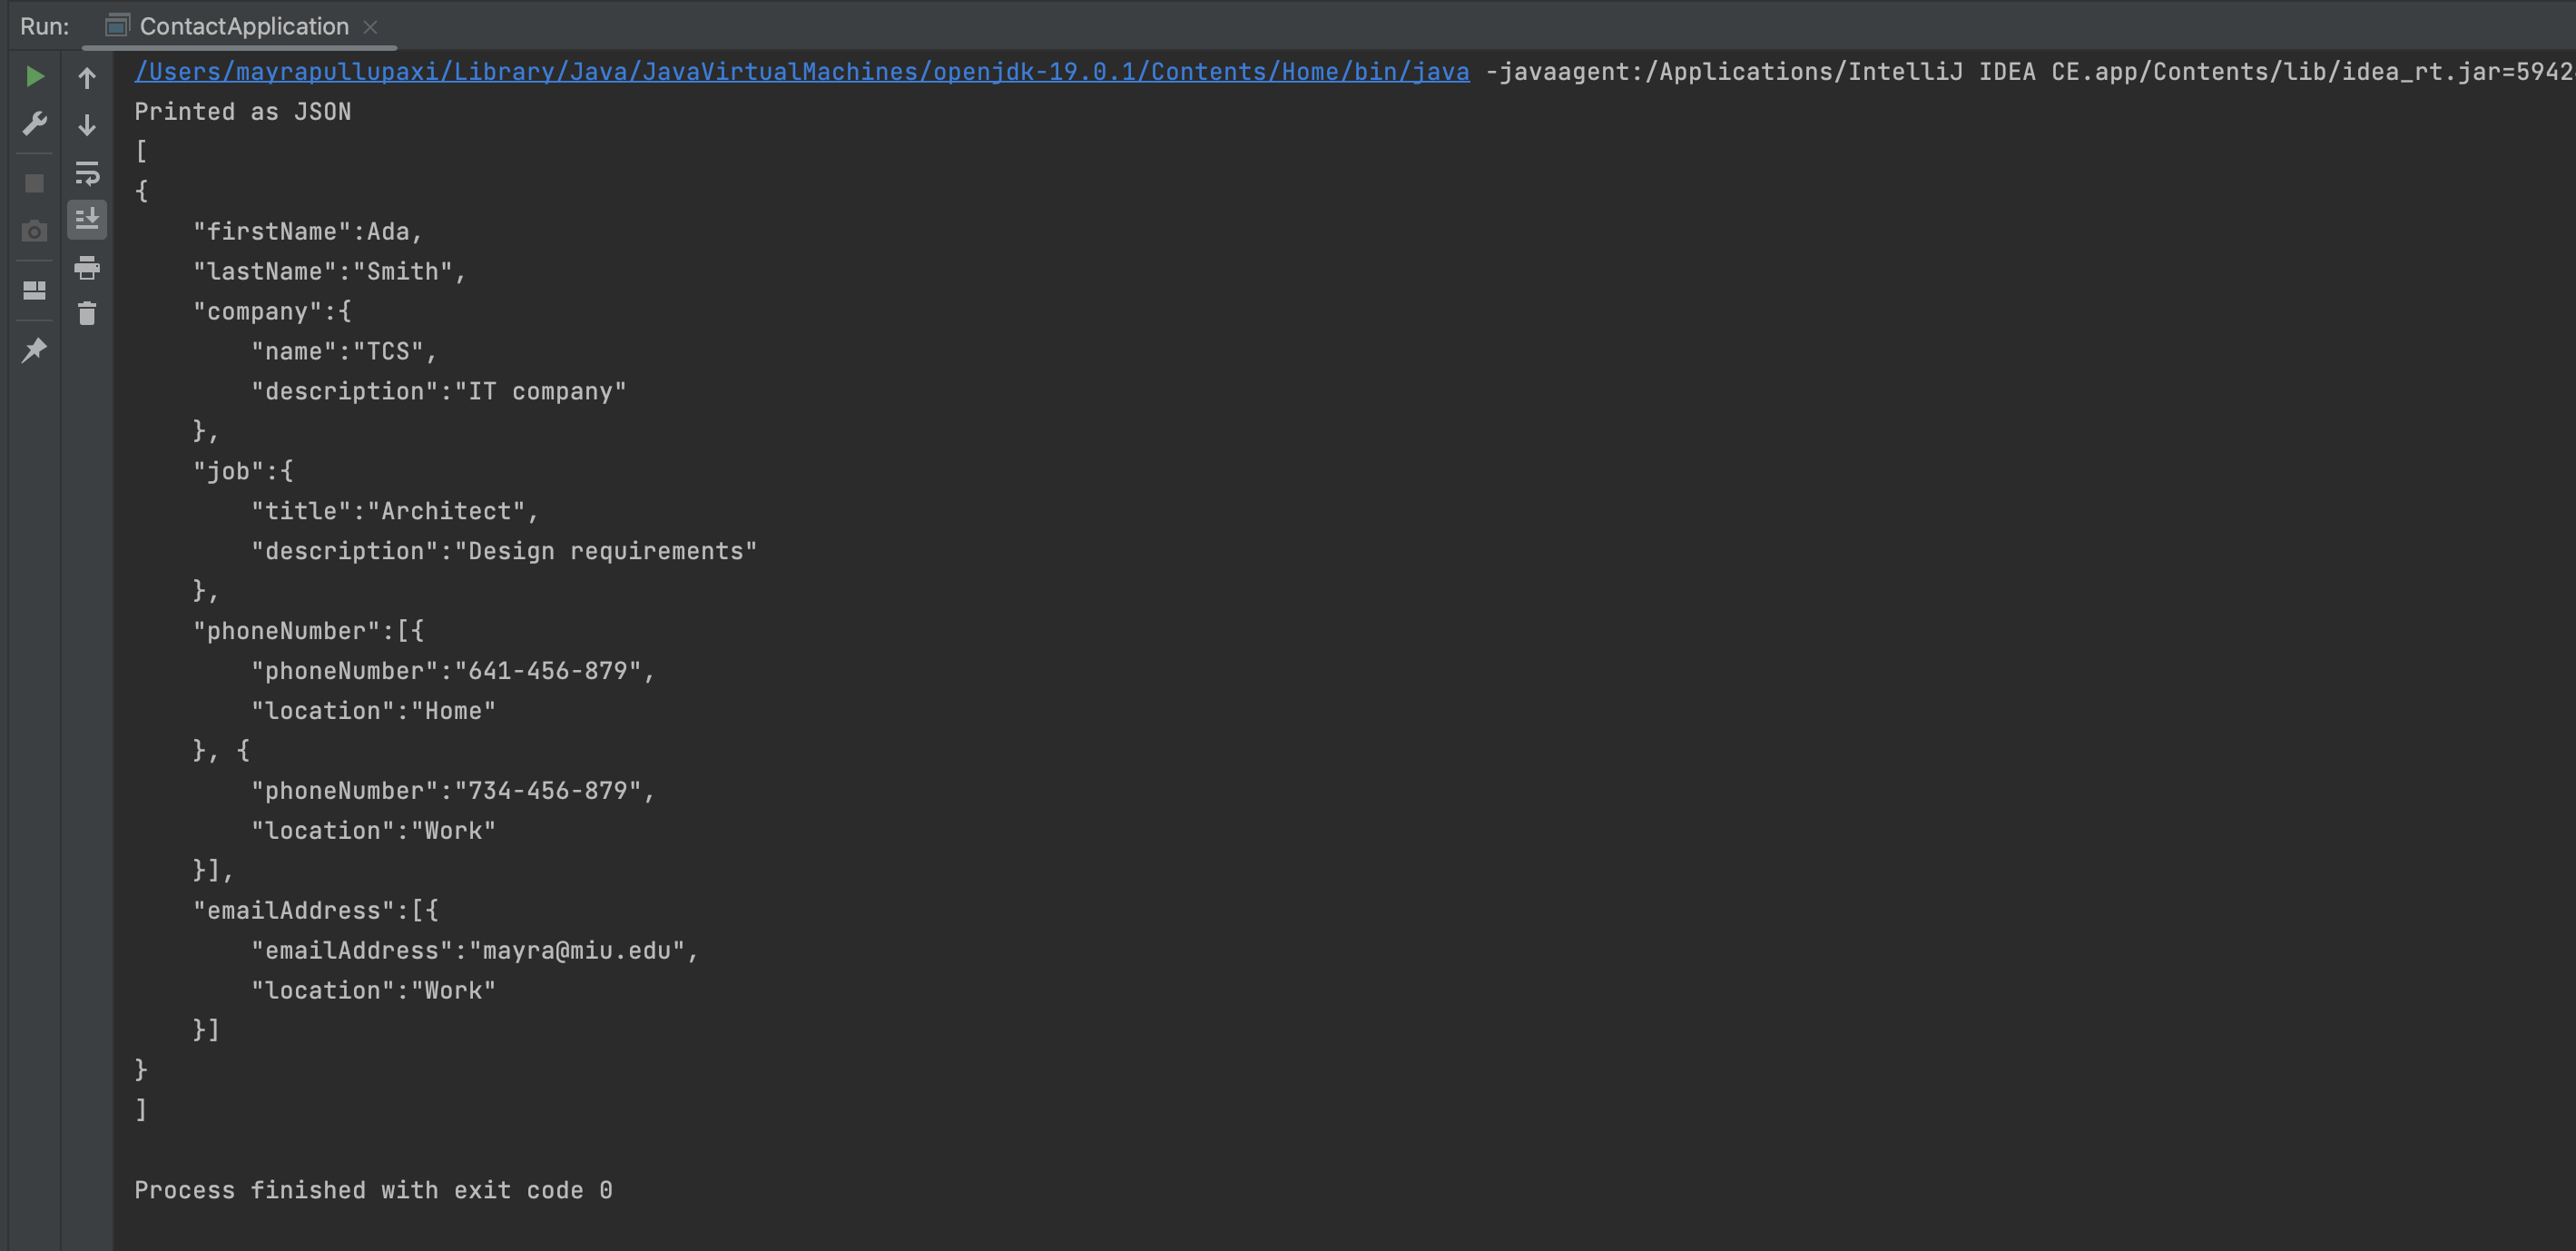 Run: ContactApplication
/Users/mayrapullupaxi/Library/Java/JavaVirtualMachines/openjdk-19.0.1/Contents/Home/bin/java -javaagent:/Applications/IntelliJ IDEA CE.app/Contents/lib/idea_rt.jar=5942
Printed as JSON
[
{
    "firstName":Ada,
    "lastName":"Smith",
    "company":{
        "name":"TCS",
        "description":"IT company"
    },
    "job":{
        "title":"Architect",
        "description":"Design requirements"
    },
    "phoneNumber":[{
        "phoneNumber":"641-456-879",
        "location":"Home"
    }, {
        "phoneNumber":"734-456-879",
        "location":"Work"
    }],
    "emailAddress":[{
        "emailAddress":"mayra@miu.edu",
        "location":"Work"
    }]
}
]
Process finished with exit code 0